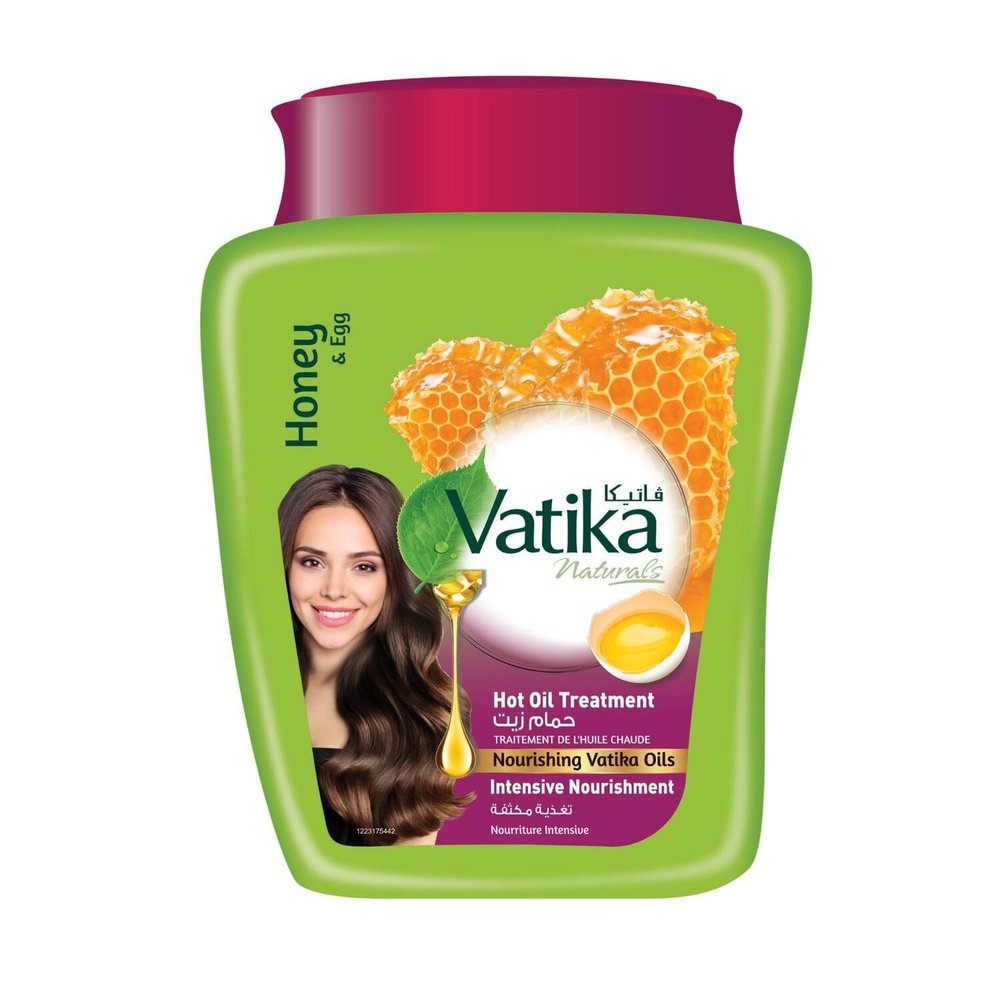 Honey
& Egg
ڤاتيكا
Vatika
Naturals
Hot Oil Treatment
حمام زيت
TRAITEMENT DE L'HUILE CHAUDE
Nourishing Vatika Oils
Intensive Nourishment
تغذية مكثفة
Nourriture Intensive
1223175442